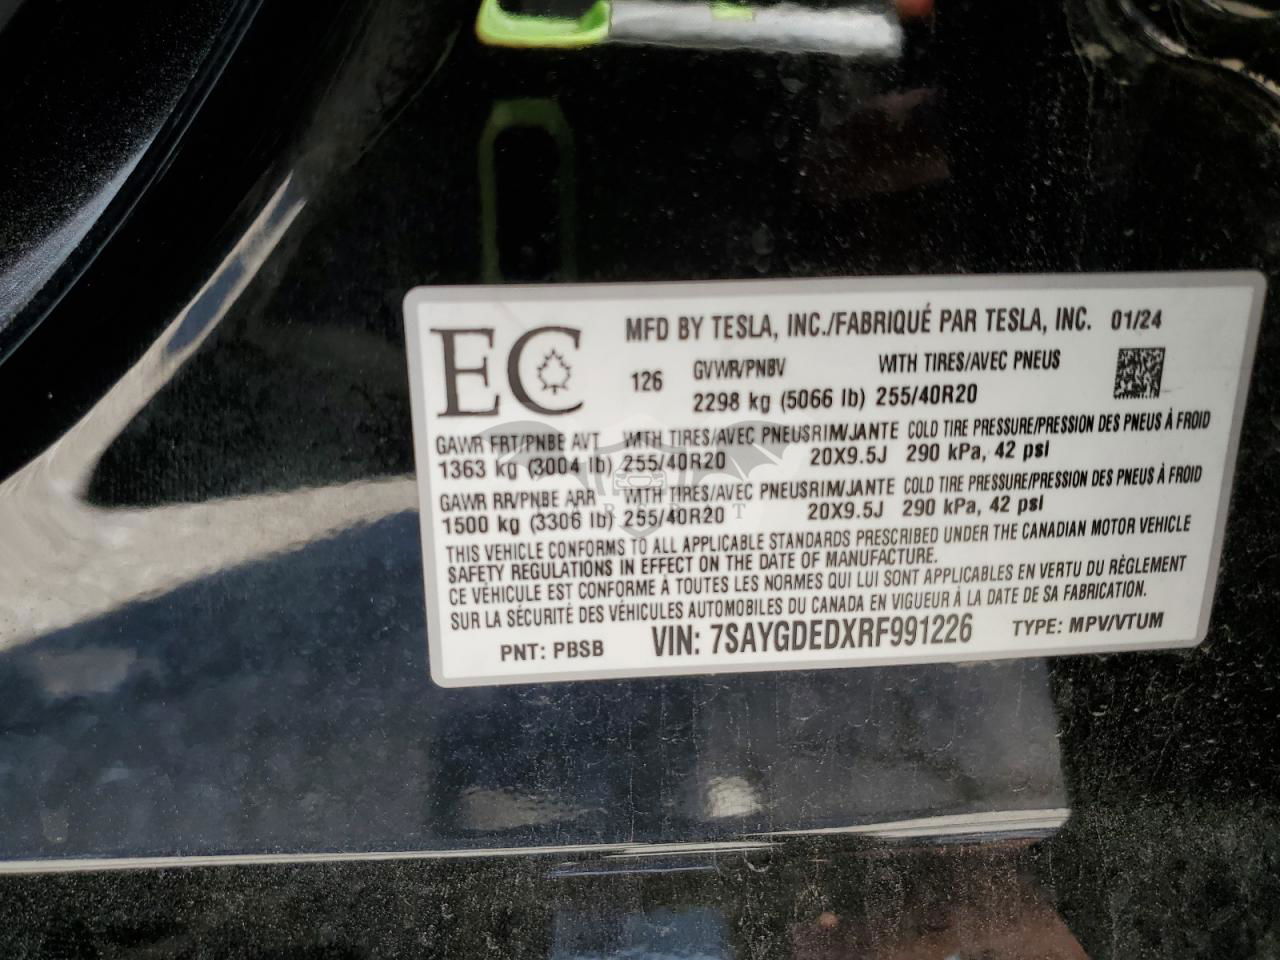 EC
MFD BY TESLA, INC./FABRIQUÉ PAR TESLA, INC. 01/24
126 GVWR/PNBV WITH TIRES/AVEC PNEUS
2298 kg (5066 lb) 255/40R20
GAWR FRT/PNBE AVT WITH TIRES/AVEC PNEUS RIM/JANTE COLD TIRE PRESSURE/PRESSION DES PNEUS À FROID
1363 kg (3004 lb) 255/40R20 20X9.5J 290 kPa, 42 psi
GAWR RR/PNBE ARR WITH TIRES/AVEC PNEUS RIM/JANTE COLD TIRE PRESSURE/PRESSION DES PNEUS À FROID
1500 kg (3306 lb) 255/40R20 20X9.5J 290 kPa, 42 psi
THIS VEHICLE CONFORMS TO ALL APPLICABLE STANDARDS PRESCRIBED UNDER THE CANADIAN MOTOR VEHICLE
SAFETY REGULATIONS IN EFFECT ON THE DATE OF MANUFACTURE.
CE VÉHICULE EST CONFORME À TOUTES LES NORMES QUI LUI SONT APPLICABLES EN VERTU DU RÈGLEMENT
SUR LA SÉCURITÉ DES VÉHICULES AUTOMOBILES DU CANADA EN VIGUEUR À LA DATE DE SA FABRICATION.
PNT: PBSB VIN: 7SAYGDEDXRF991226 TYPE: MPV/VTUM